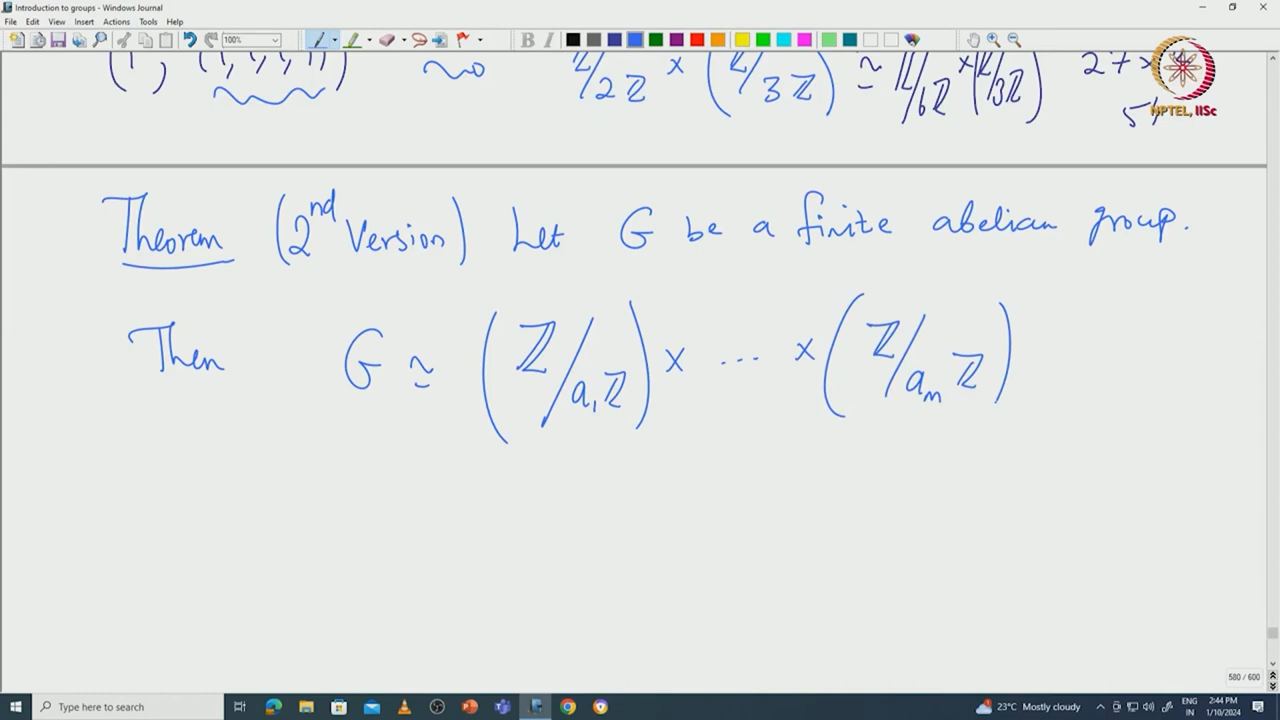 Introduction to groups - Windows Journal
File Edit View Insert Actions Tools Help
100%
B I
ℤ/2ℤ × (ℤ/3ℤ) ≃ ℤ/6ℤ × (ℤ/3ℤ) 27 ×
NPTEL, IISc
Theorem (2nd Version) Let G be a finite abelian group.
Then G ≃ (ℤ/a₁ℤ) × ... × (ℤ/aₘℤ)
580 / 600
Type here to search
23°C Mostly cloudy
ENG
IN
2:44 PM
1/10/2024